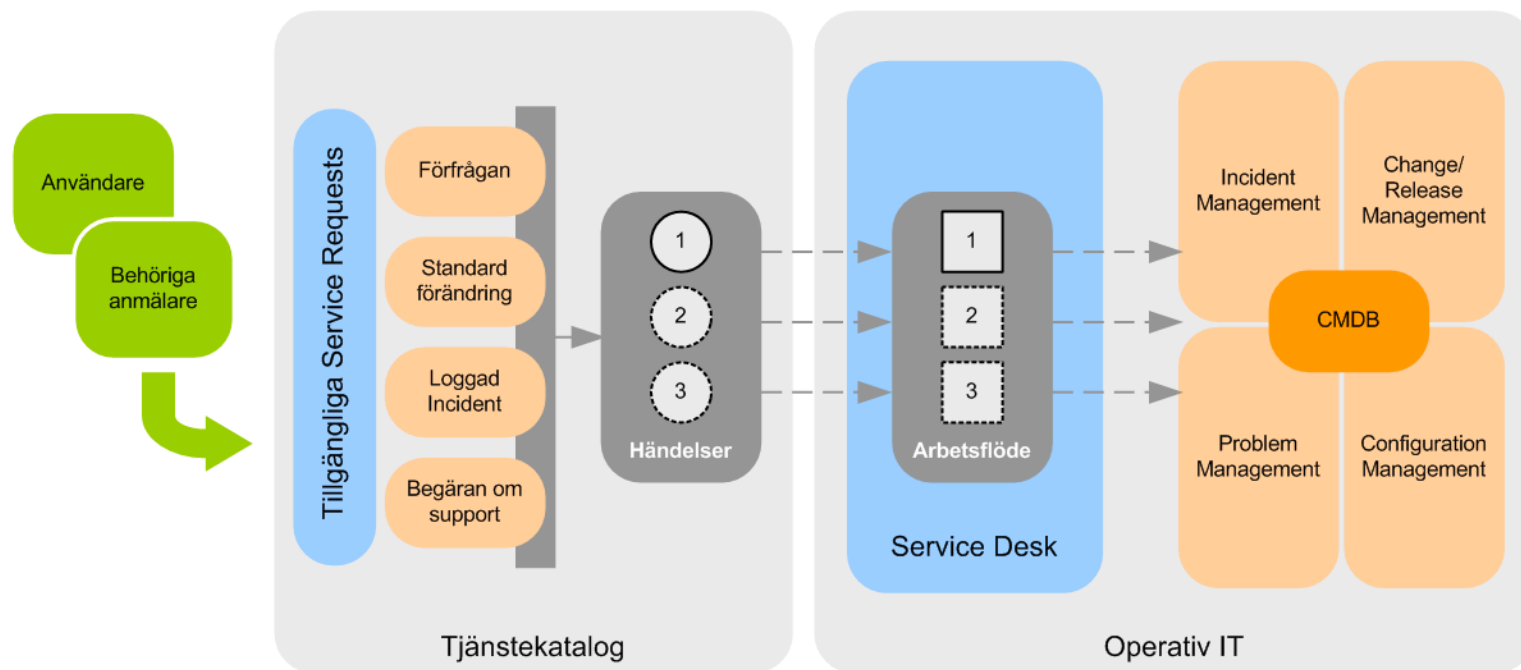 Användare
Behöriga
anmälare
Tillgängliga Service Requests
Förfrågan
Standard
förändring
Loggad
Incident
Begäran om
support
1
2
3
Händelser
Tjänstekatalog
1
2
3
Arbetsflöde
Service Desk
Incident
Management
Change/
Release
Management
CMDB
Problem
Management
Configuration
Management
Operativ IT